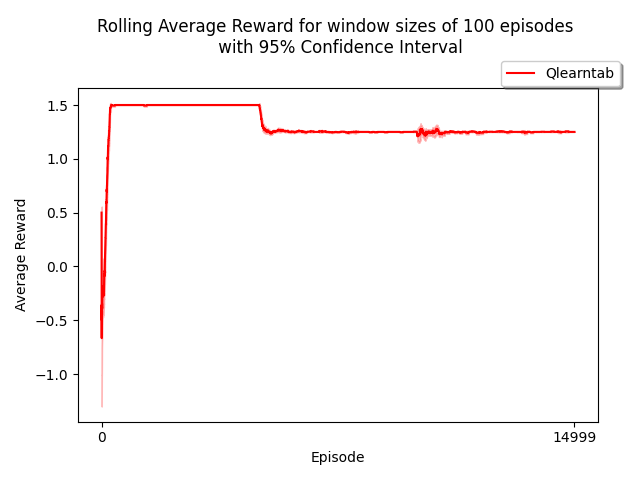 Rolling Average Reward for window sizes of 100 episodes
with 95% Confidence Interval
Qlearntab
1.5
1.0
0.5
0.0
−0.5
−1.0
Average Reward
0
14999
Episode